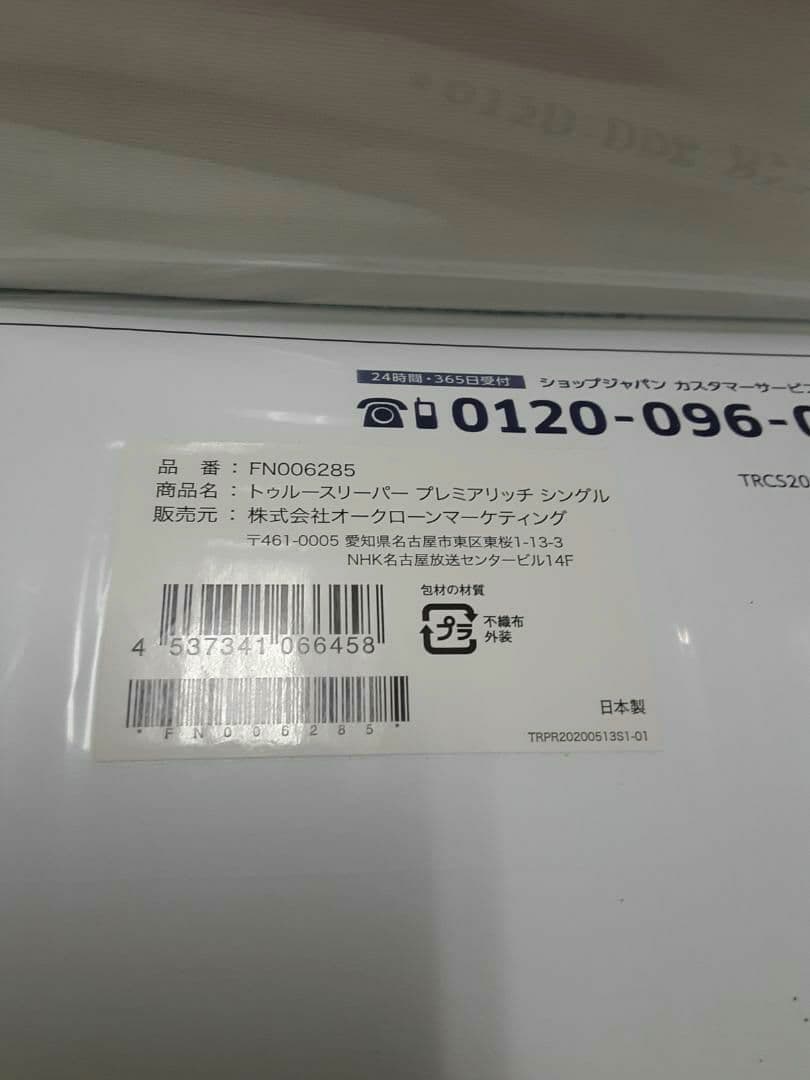 24時間・365日受付 ショップジャパン カスタマーサービ
0120-096-0
TRCS20
品 番：FN006285
商品名：トゥルースリーパー プレミアリッチ シングル
販売元：株式会社オークローンマーケティング
〒461-0005 愛知県名古屋市東区東桜1-13-3
NHK名古屋放送センタービル14F
包材の材質
プラ
不織布
外装
4 537341 066458
*FN006285*
日本製
TRPR20200513S1-01